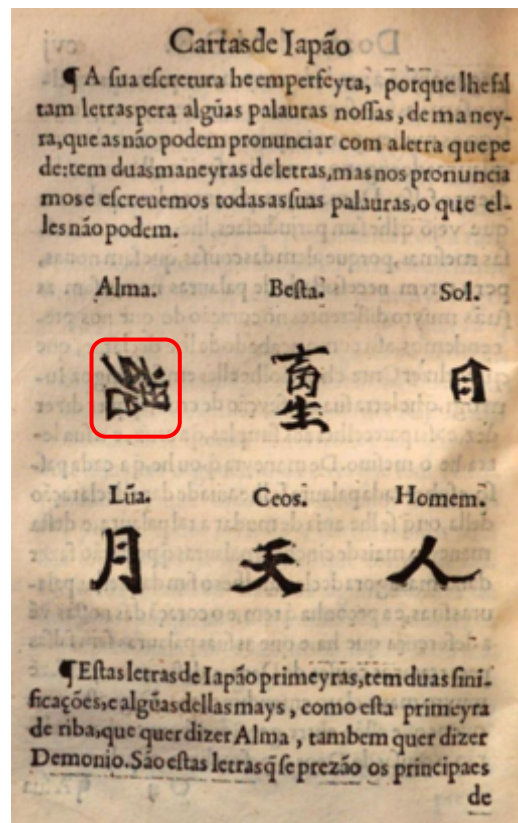 Cartas de Iapão
¶ A ſua eſcretura he emperfeyta, porque lhe fal
tam letras pera algũas palauras noſſas, de maney-
ra, que as não podem pronunciar com a letra que pe
de: tem duas maneyras de letras, mas nos pronuncia
mos e eſcreuemos todas as ſuas palauras, o que el-
les não podem.
Alma. Beſta. Sol.
畜生 目
Lũa. Ceos. Homem.
月 天 人
¶ Eſtas letras de Iapão primeyras, tem duas ſini-
ficações, e algũas dellas mays, como eſta primeyra
de riba, que quer dizer Alma, tambem quer dizer
Demonio. São eſtas letras q̃ ſe prezão os principaes
de